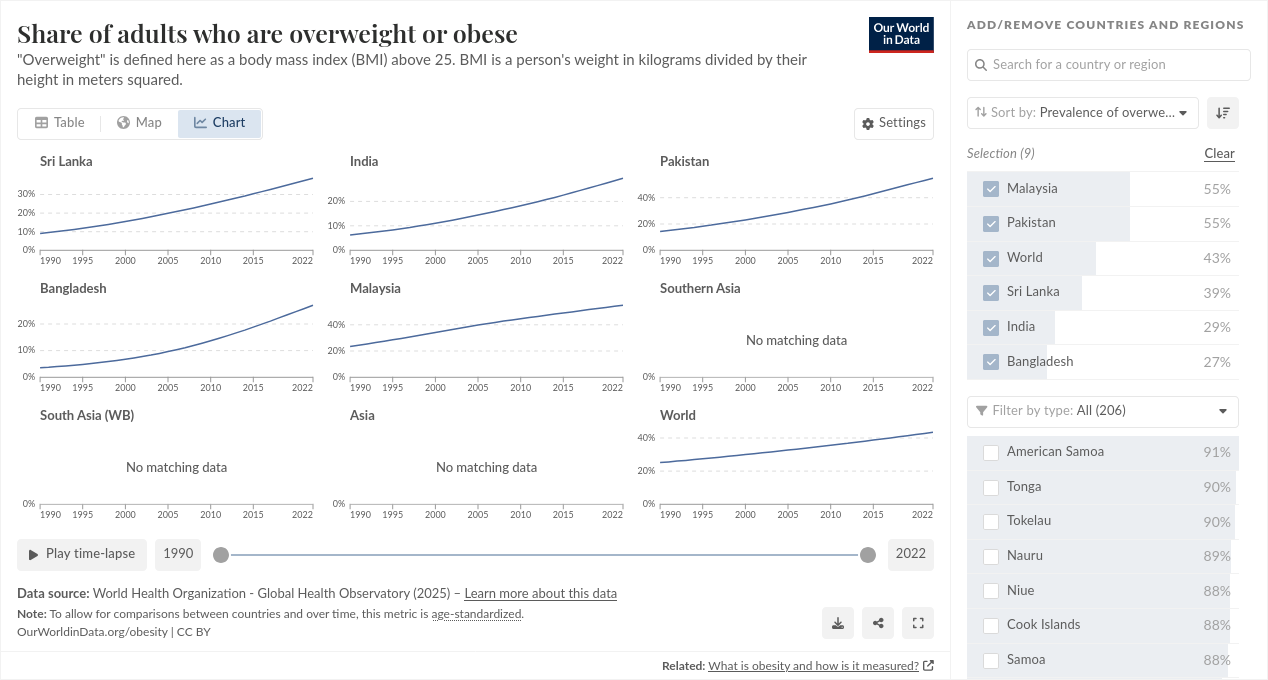 Share of adults who are overweight or obese
"Overweight" is defined here as a body mass index (BMI) above 25. BMI is a person's weight in kilograms divided by their
height in meters squared.
Our World
in Data
Table
Map
Chart
Settings
Sri Lanka
30%
20%
10%
0%
1990 1995 2000 2005 2010 2015 2022
India
20%
10%
0%
1990 1995 2000 2005 2010 2015 2022
Pakistan
40%
20%
0%
1990 1995 2000 2005 2010 2015 2022
Bangladesh
20%
10%
0%
1990 1995 2000 2005 2010 2015 2022
Malaysia
40%
20%
0%
1990 1995 2000 2005 2010 2015 2022
Southern Asia
No matching data
0%
1990 1995 2000 2005 2010 2015 2022
South Asia (WB)
No matching data
0%
1990 1995 2000 2005 2010 2015 2022
Asia
No matching data
0%
1990 1995 2000 2005 2010 2015 2022
World
40%
20%
0%
1990 1995 2000 2005 2010 2015 2022
Play time-lapse
1990
2022
Data source: World Health Organization - Global Health Observatory (2025) – Learn more about this data
Note: To allow for comparisons between countries and over time, this metric is age-standardized.
OurWorldinData.org/obesity | CC BY
Related: What is obesity and how is it measured?
ADD/REMOVE COUNTRIES AND REGIONS
Search for a country or region
Sort by: Prevalence of overwe...
Selection (9) Clear
Malaysia 55%
Pakistan 55%
World 43%
Sri Lanka 39%
India 29%
Bangladesh 27%
Filter by type: All (206)
American Samoa 91%
Tonga 90%
Tokelau 90%
Nauru 89%
Niue 88%
Cook Islands 88%
Samoa 88%